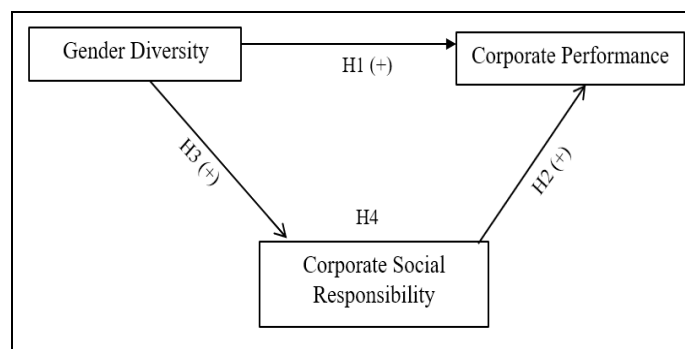 Gender Diversity
Corporate Performance
H1 (+)
H3 (+)
H2 (+)
H4
Corporate Social
Responsibility